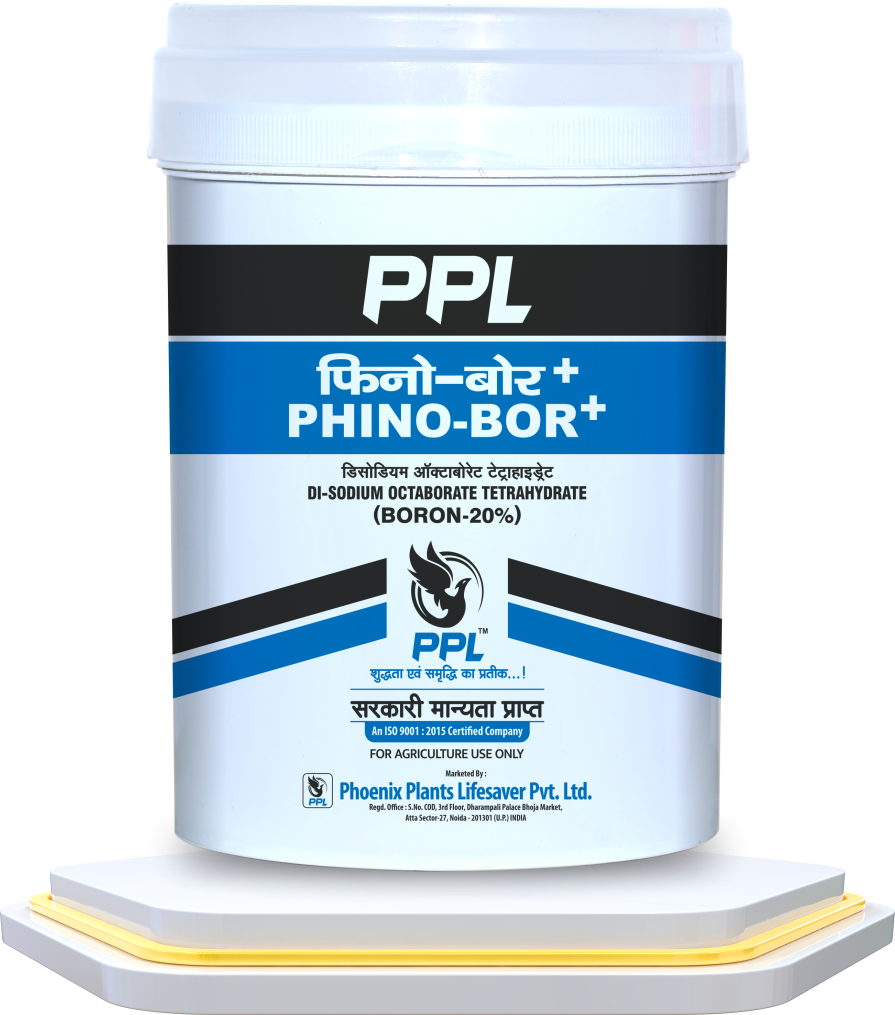 PPL
फिनो-बोर+
PHINO-BOR+
डिसोडियम ऑक्टाबोरेट टेट्राहाइड्रेट
DI-SODIUM OCTABORATE TETRAHYDRATE
(BORON-20%)
PPL™
शुद्धता एवं समृद्धि का प्रतीक...!
सरकारी मान्यता प्राप्त
An ISO 9001 : 2015 Certified Company
FOR AGRICULTURE USE ONLY
Marketed By :
PPL
Phoenix Plants Lifesaver Pvt. Ltd.
Regd. Office : S.No. COD, 3rd Floor, Dharampali Palace Bhoja Market,
Atta Sector-27, Noida - 201301 (U.P.) INDIA